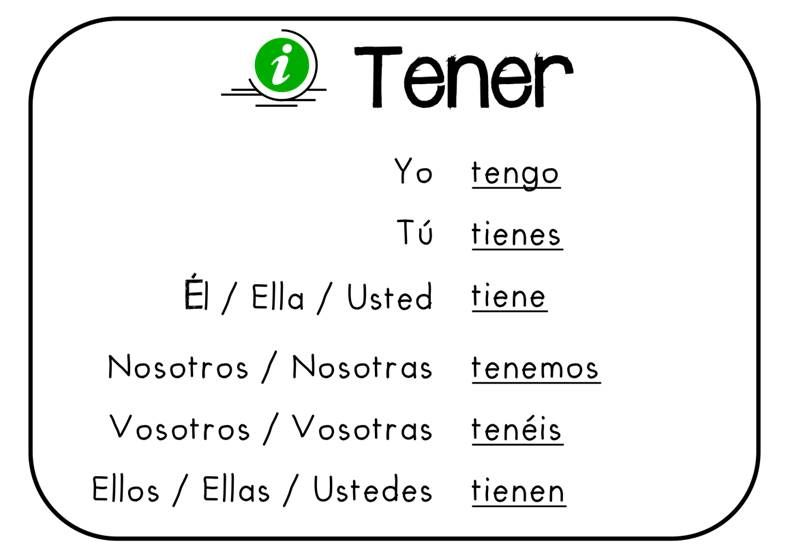 i Tener
Yo tengo
Tú tienes
Él / Ella / Usted tiene
Nosotros / Nosotras tenemos
Vosotros / Vosotras tenéis
Ellos / Ellas / Ustedes tienen